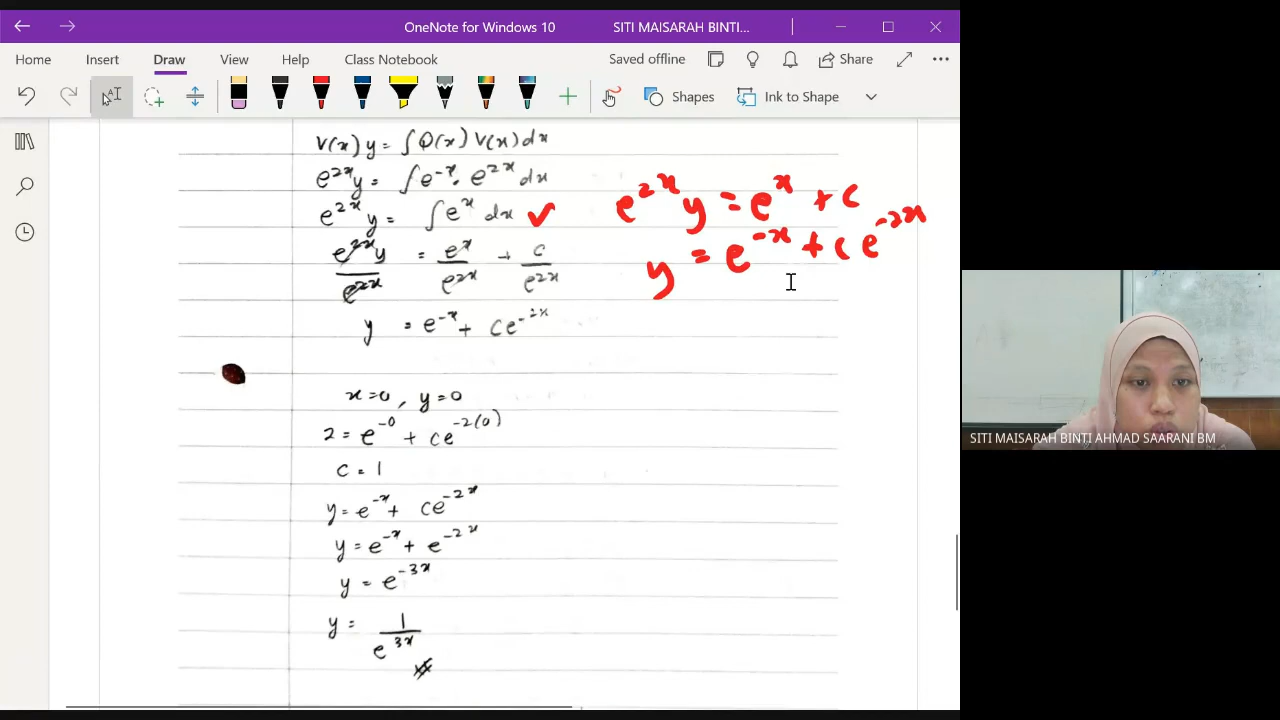 OneNote for Windows 10
SITI MAISARAH BINTI...
Home Insert Draw View Help Class Notebook
Saved offline Share
Shapes Ink to Shape
V(x) y = ∫ Q(x) V(x) dx
e^2x y = ∫ e^-x . e^2x dx
e^2x y = ∫ e^x dx ✓
e^2x y / e^2x = e^x / e^2x + c / e^2x
y = e^-x + Ce^-2x
e^2x y = e^x + c
y = e^-x + c e^-2x
x=0, y=0
2 = e^-0 + Ce^-2(0)
C = 1
y = e^-x + Ce^-2x
y = e^-x + e^-2x
y = e^-3x
y = 1 / e^3x
SITI MAISARAH BINTI AHMAD SAARANI BM